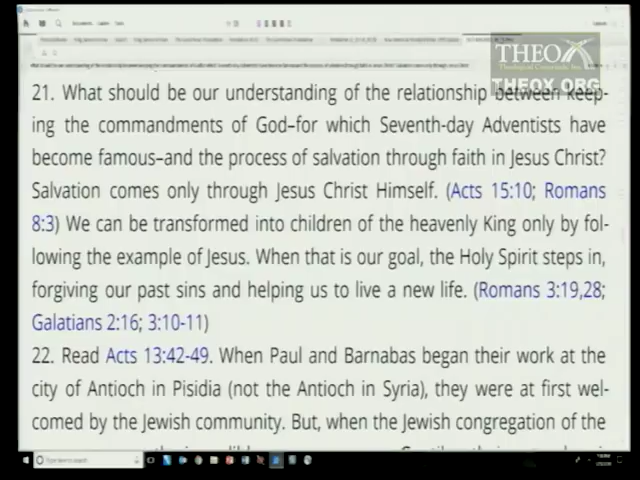 THEOX
THEOX.ORG
21. What should be our understanding of the relationship between keep-
ing the commandments of God–for which Seventh-day Adventists have
become famous–and the process of salvation through faith in Jesus Christ?
Salvation comes only through Jesus Christ Himself. (Acts 15:10; Romans
8:3) We can be transformed into children of the heavenly King only by fol-
lowing the example of Jesus. When that is our goal, the Holy Spirit steps in,
forgiving our past sins and helping us to live a new life. (Romans 3:19,28;
Galatians 2:16; 3:10-11)
22. Read Acts 13:42-49. When Paul and Barnabas began their work at the
city of Antioch in Pisidia (not the Antioch in Syria), they were at first wel-
comed by the Jewish community. But, when the Jewish congregation of the